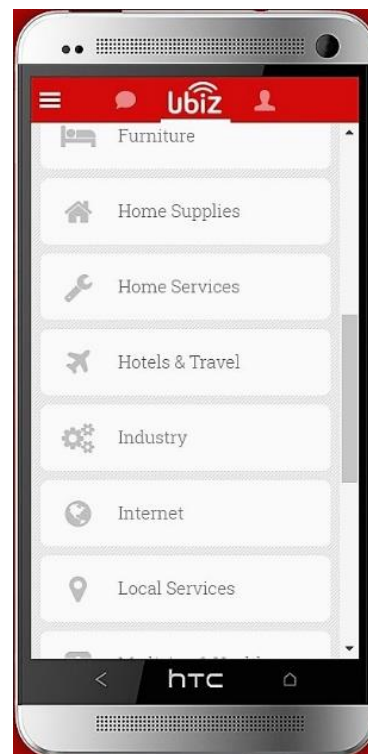 ubiz
Furniture
Home Supplies
Home Services
Hotels & Travel
Industry
Internet
Local Services
hTC